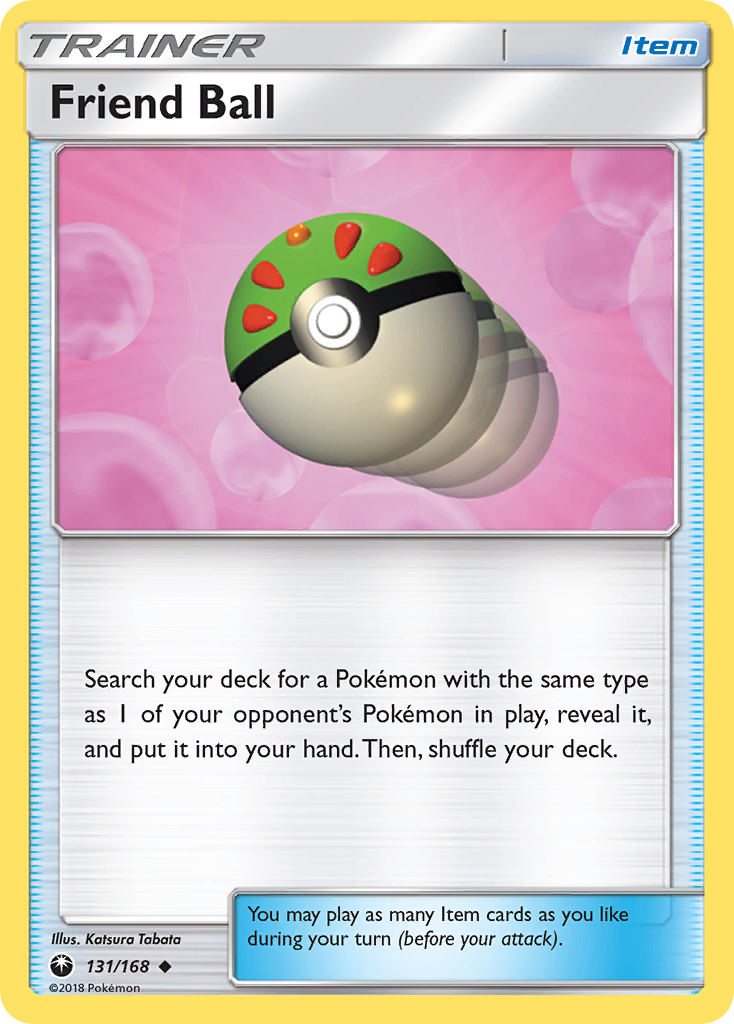 TRAINER Item
Friend Ball
Search your deck for a Pokémon with the same type
as 1 of your opponent's Pokémon in play, reveal it,
and put it into your hand. Then, shuffle your deck.
You may play as many Item cards as you like
during your turn (before your attack).
Illus. Katsura Tabata
131/168
©2018 Pokémon